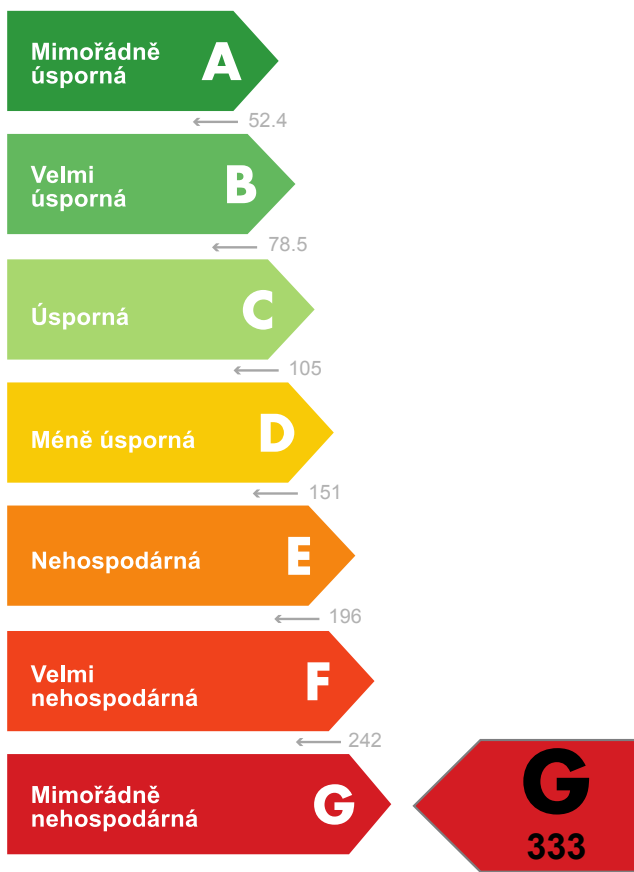 Mimořádně
úsporná
A
52.4
Velmi
úsporná
B
78.5
Úsporná
C
105
Méně úsporná
D
151
Nehospodárná
E
196
Velmi
nehospodárná
F
242
Mimořádně
nehospodárná
G
G
333